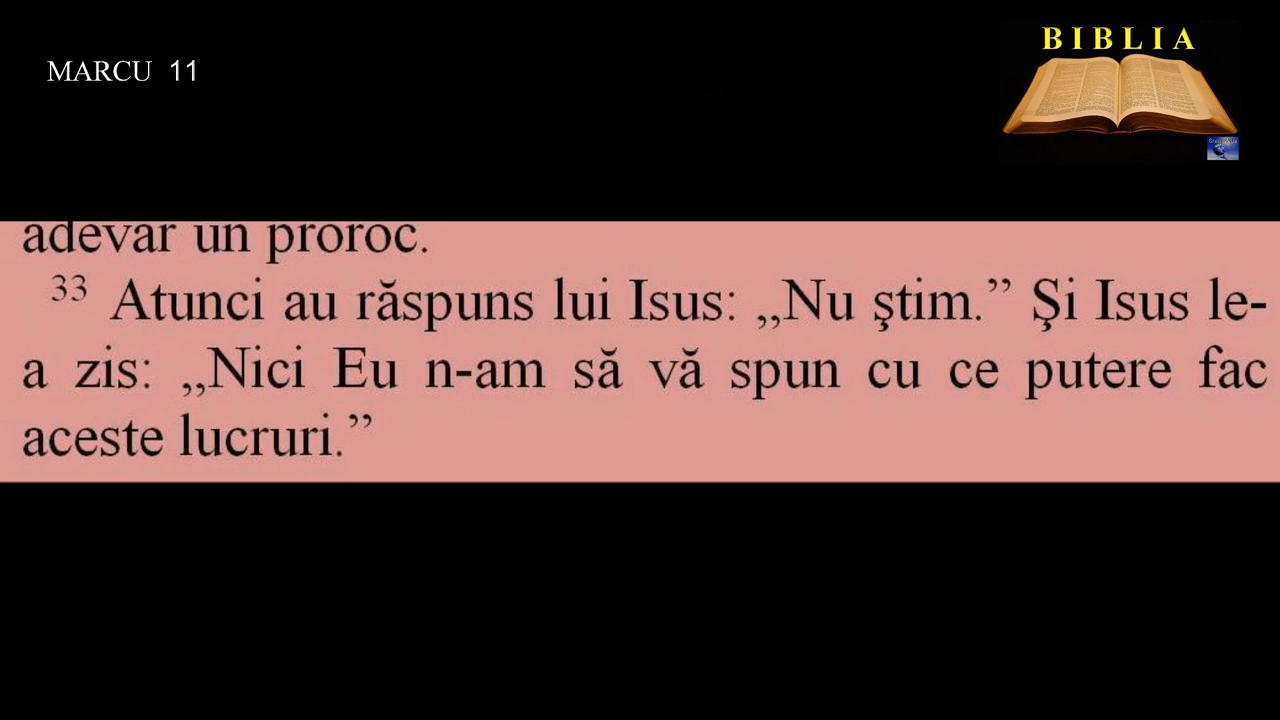 MARCU 11
BIBLIA
adevăr un proroc.
33 Atunci au răspuns lui Isus: „Nu ştim.” Şi Isus le-
a zis: „Nici Eu n-am să vă spun cu ce putere fac
aceste lucruri.”